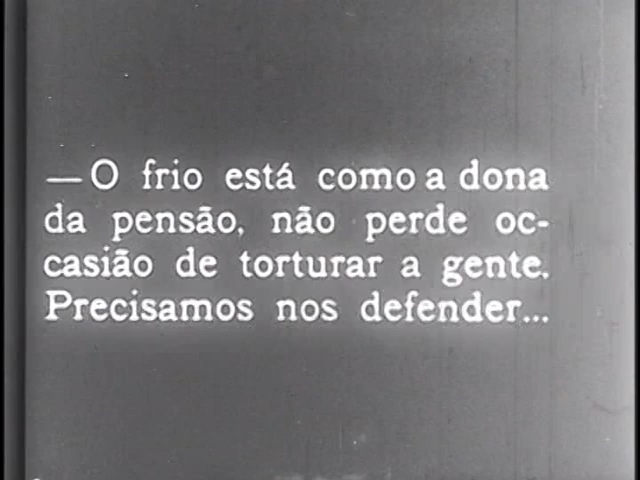 —O frio está como a dona
da pensão, não perde oc-
casião de torturar a gente.
Precisamos nos defender...